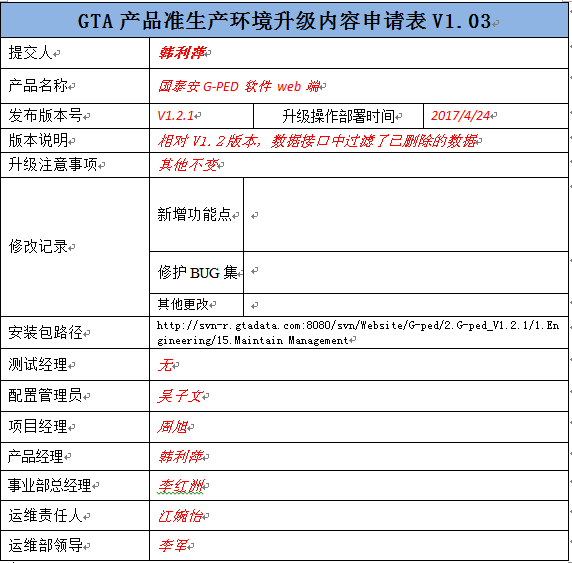 GTA 产品准生产环境升级内容申请表 V1.03
提交人 韩利萍
产品名称 国泰安 G-PED 软件 web 端
发布版本号 V1.2.1 升级操作部署时间 2017/4/24
版本说明 相对 V1.2 版本，数据接口中过滤了已删除的数据
升级注意事项 其他不变
修改记录
新增功能点
修护 BUG 集
其他更改
安装包路径 http://svn-r.gtadata.com:8080/svn/Website/G-ped/2.G-ped_V1.2.1/1.En
gineering/15.Maintain Management
测试经理 无
配置管理员 吴子文
项目经理 周旭
产品经理 韩利萍
事业部总经理 李红洲
运维责任人 江婉怡
运维部领导 李军